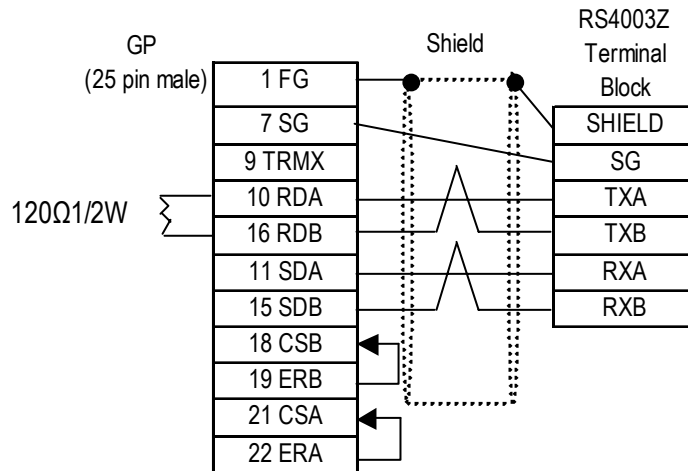 GP
(25 pin male)
Shield
RS4003Z
Terminal
Block
1 FG
7 SG
9 TRMX
10 RDA
16 RDB
11 SDA
15 SDB
18 CSB
19 ERB
21 CSA
22 ERA
120Ω1/2W
SHIELD
SG
TXA
TXB
RXA
RXB